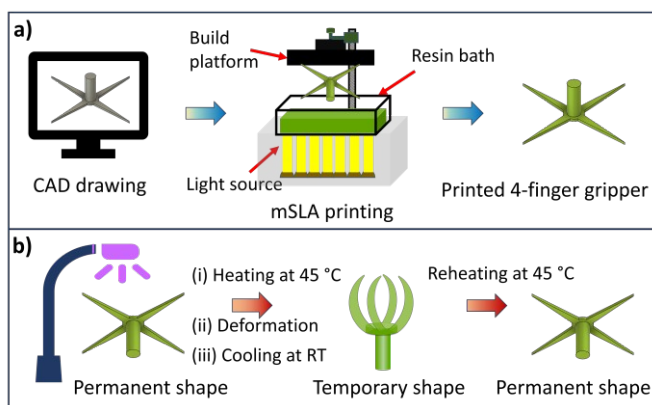 a)
Build
platform
Resin bath
Light source
CAD drawing
mSLA printing
Printed 4-finger gripper
b)
(i) Heating at 45 °C
(ii) Deformation
(iii) Cooling at RT
Reheating at 45 °C
Permanent shape
Temporary shape
Permanent shape